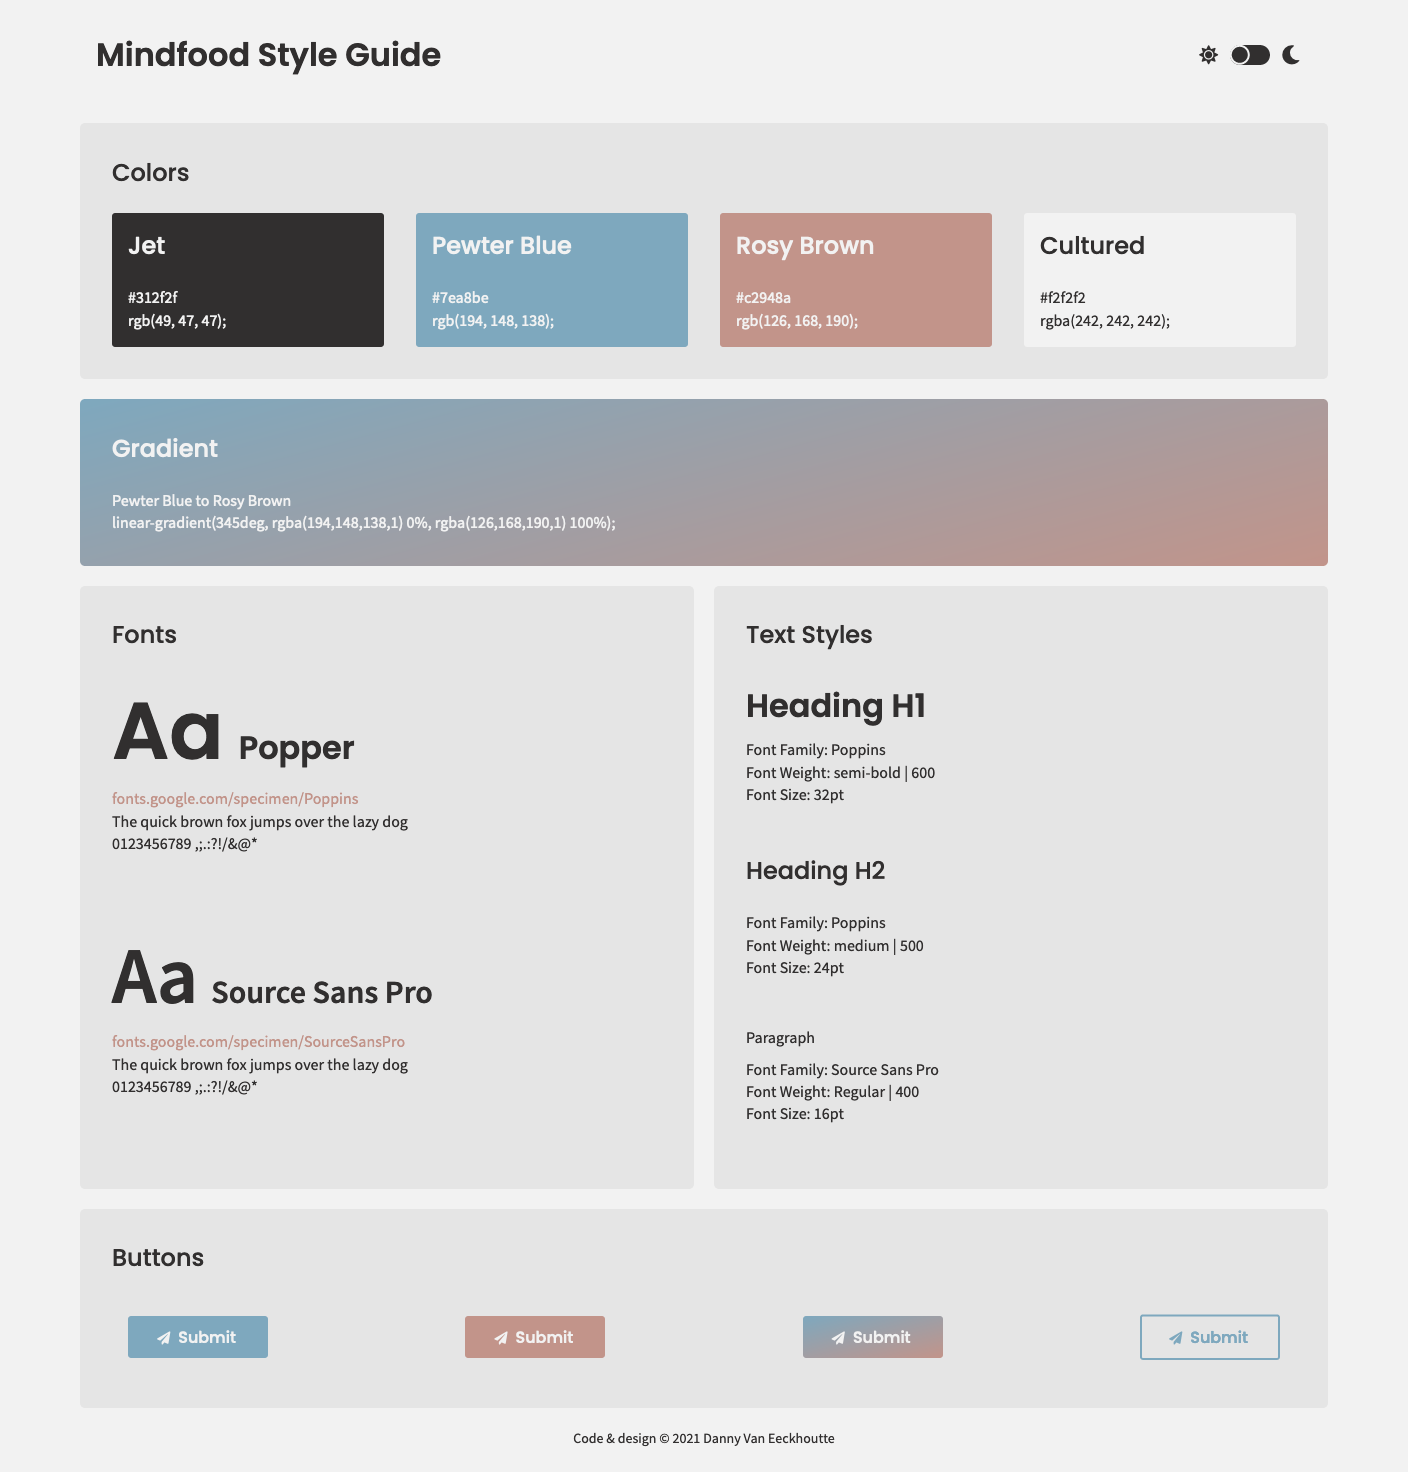 Mindfood Style Guide
Colors
Jet
#312f2f
rgb(49, 47, 47);
Pewter Blue
#7ea8be
rgb(194, 148, 138);
Rosy Brown
#c2948a
rgb(126, 168, 190);
Cultured
#f2f2f2
rgba(242, 242, 242);
Gradient
Pewter Blue to Rosy Brown
linear-gradient(345deg, rgba(194,148,138,1) 0%, rgba(126,168,190,1) 100%);
Fonts
Aa Popper
fonts.google.com/specimen/Poppins
The quick brown fox jumps over the lazy dog
0123456789 ,;.:?!/&@*
Aa Source Sans Pro
fonts.google.com/specimen/SourceSansPro
The quick brown fox jumps over the lazy dog
0123456789 ,;.:?!/&@*
Text Styles
Heading H1
Font Family: Poppins
Font Weight: semi-bold | 600
Font Size: 32pt
Heading H2
Font Family: Poppins
Font Weight: medium | 500
Font Size: 24pt
Paragraph
Font Family: Source Sans Pro
Font Weight: Regular | 400
Font Size: 16pt
Buttons
Submit
Submit
Submit
Submit
Code & design © 2021 Danny Van Eeckhoutte